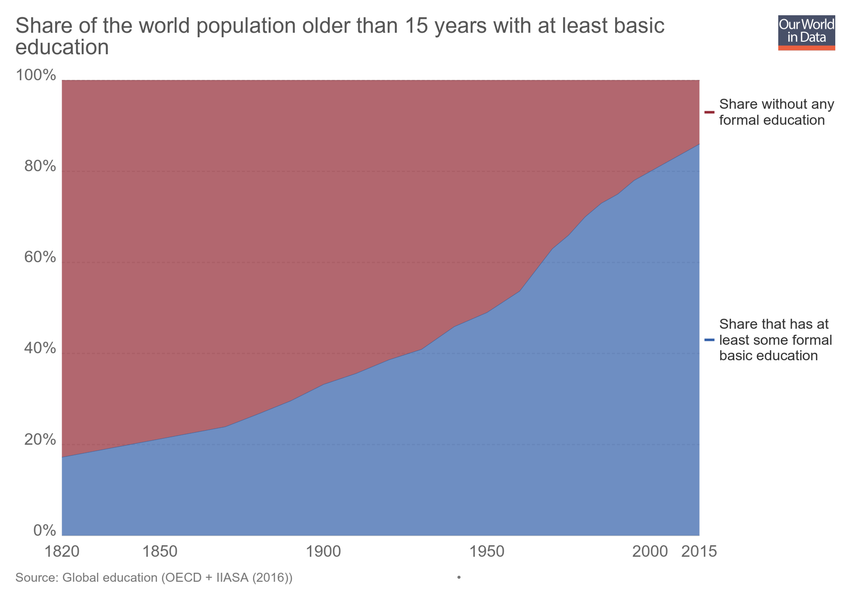 Share of the world population older than 15 years with at least basic
education
Our World
in Data
100%
80%
60%
40%
20%
0%
Share without any
formal education
Share that has at
least some formal
basic education
1820
1850
1900
1950
2000
2015
Source: Global education (OECD + IIASA (2016))